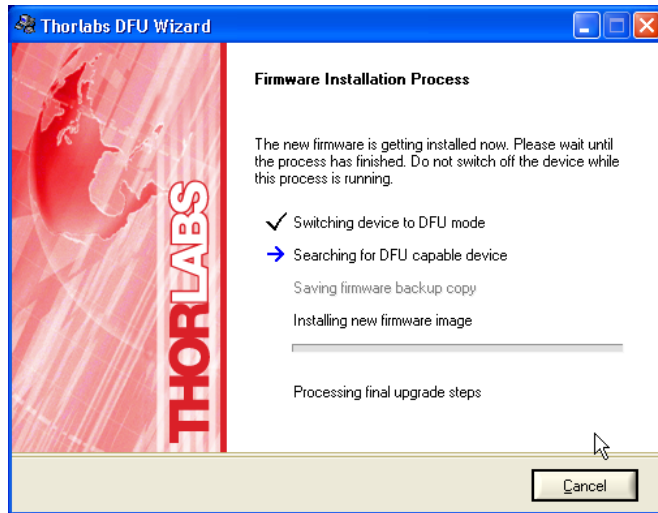 Thorlabs DFU Wizard
Firmware Installation Process
The new firmware is getting installed now. Please wait until
the process has finished. Do not switch off the device while
this process is running.
Switching device to DFU mode
Searching for DFU capable device
Saving firmware backup copy
Installing new firmware image
Processing final upgrade steps
THORLABS
Cancel